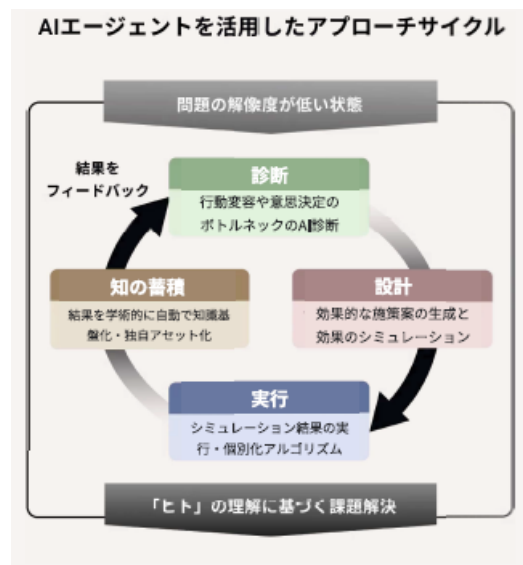 AIエージェントを活用したアプローチサイクル
問題の解像度が低い状態
結果を
フィードバック
診断
行動変容や意思決定の
ボトルネックのAI診断
知の蓄積
結果を学術的に自動で知識基
盤化・独自アセット化
設計
効果的な施策案の生成と
効果のシミュレーション
実行
シミュレーション結果の実
行・個別化アルゴリズム
「ヒト」の理解に基づく課題解決